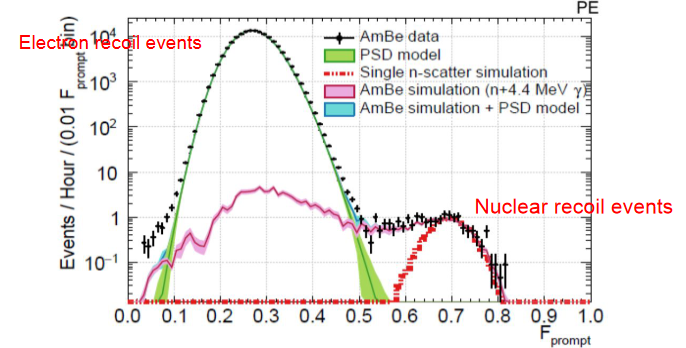 PE
Electron recoil events
Events / Hour / (0.01 F_prompt bin)
10⁴
10³
10²
10
1
10⁻¹
AmBe data
PSD model
Single n-scatter simulation
AmBe simulation (n+4.4 MeV γ)
AmBe simulation + PSD model
Nuclear recoil events
0.0 0.1 0.2 0.3 0.4 0.5 0.6 0.7 0.8 0.9 1.0
F_prompt